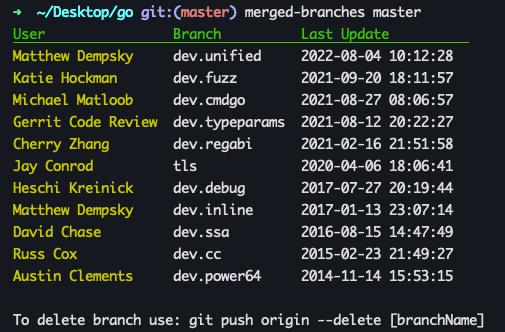 → ~/Desktop/go git:(master) merged-branches master
User Branch Last Update
Matthew Dempsky dev.unified 2022-08-04 10:12:28
Katie Hockman dev.fuzz 2021-09-20 18:11:57
Michael Matloob dev.cmdgo 2021-08-27 08:06:57
Gerrit Code Review dev.typeparams 2021-08-12 20:22:27
Cherry Zhang dev.regabi 2021-02-16 21:51:58
Jay Conrod tls 2020-04-06 18:06:41
Heschi Kreinick dev.debug 2017-07-27 20:19:44
Matthew Dempsky dev.inline 2017-01-13 23:07:14
David Chase dev.ssa 2016-08-15 14:47:49
Russ Cox dev.cc 2015-02-23 21:49:27
Austin Clements dev.power64 2014-11-14 15:53:15
To delete branch use: git push origin --delete [branchName]